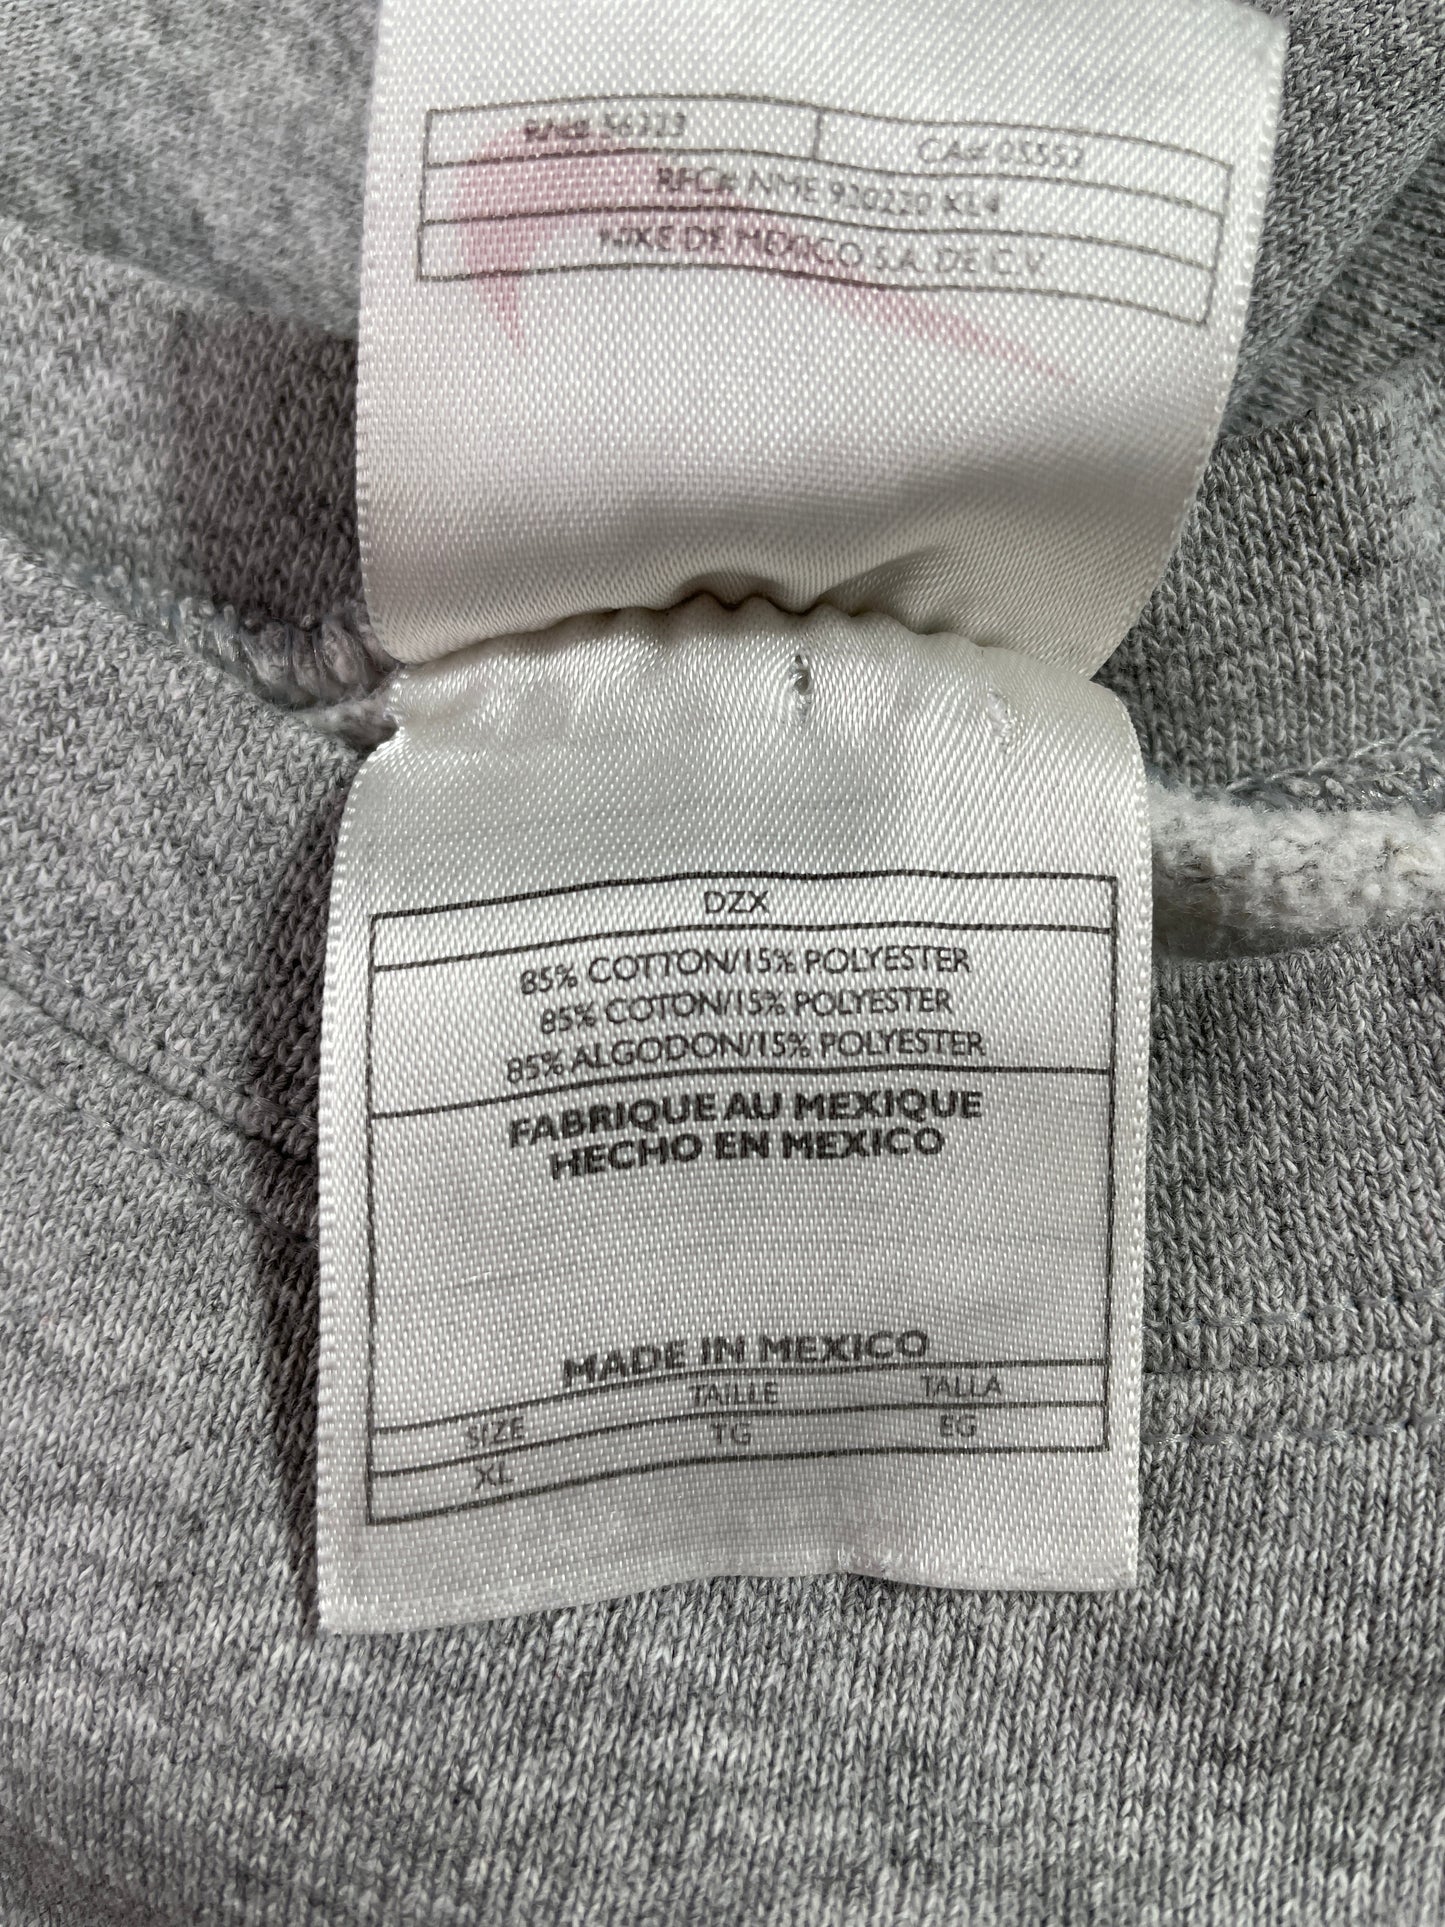 RN# 56323
CA# 05552
RFC# NME 920220 XL4
NIKE DE MEXICO S.A. DE C.V.
DZX
85% COTTON/15% POLYESTER
85% COTON/15% POLYESTER
85% ALGODON/15% POLYESTER
FABRIQUE AU MEXIQUE
HECHO EN MEXICO
MADE IN MEXICO
SIZE TAILLE TALLA
XL TG EG